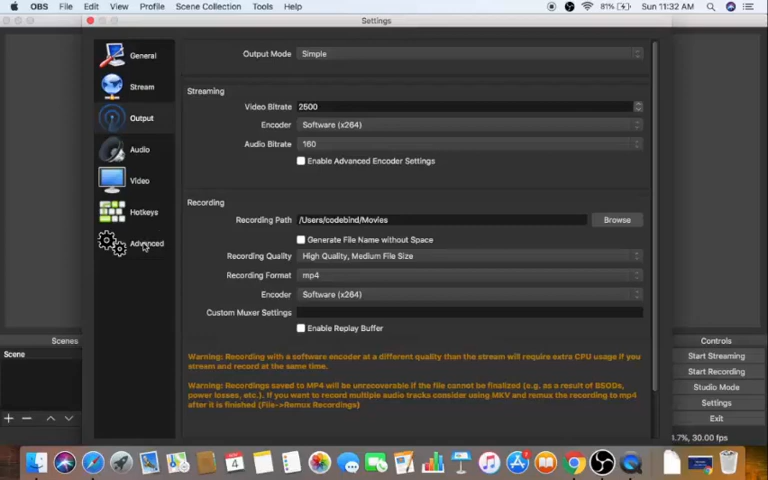 OBS File Edit View Profile Scene Collection Tools Help 81% Sun 11:32 AM
Settings
General
Stream
Output
Audio
Video
Hotkeys
Advanced
Output Mode Simple
Streaming
Video Bitrate 2500
Encoder Software (x264)
Audio Bitrate 160
Enable Advanced Encoder Settings
Recording
Recording Path /Users/codebind/Movies Browse
Generate File Name without Space
Recording Quality High Quality, Medium File Size
Recording Format mp4
Encoder Software (x264)
Custom Muxer Settings
Enable Replay Buffer
Warning: Recording with a software encoder at a different quality than the stream will require extra CPU usage if you
stream and record at the same time.
Warning: Recordings saved to MP4 will be unrecoverable if the file cannot be finalized (e.g. as a result of BSODs,
power losses, etc.). If you want to record multiple audio tracks consider using MKV and remux the recording to mp4
after it is finished (File->Remux Recordings)
Scenes
Scene
Controls
Start Streaming
Start Recording
Studio Mode
Settings
Exit
.7%, 30.00 fps
4